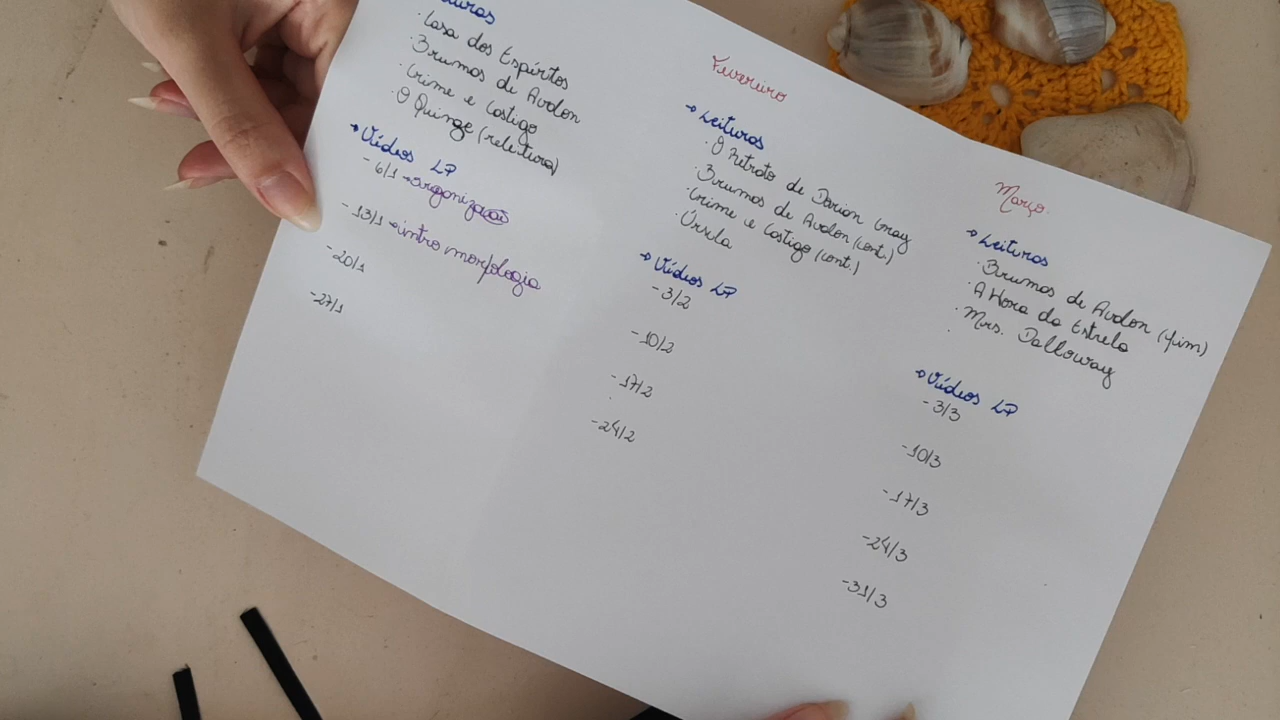 · Casa dos Espíritos
· Brumas de Avalon
· Crime e Castigo
· O Quinze (releitura)
→ Vídeos LP
- 6/1 → organização
- 13/1 → intro morfologia
- 20/1
- 27/1
Fevereiro
→ Leituras
· O Retrato de Dorian Gray
· Brumas de Avalon (cont.)
· Crime e Castigo (cont.)
· Úrsula
→ Vídeos LP
- 3/2
- 10/2
- 17/2
- 24/2
Março
→ Leituras
· Brumas de Avalon (fim)
· A Hora da Estrela
· Mrs. Dalloway
→ Vídeos LP
- 3/3
- 10/3
- 17/3
- 24/3
- 31/3